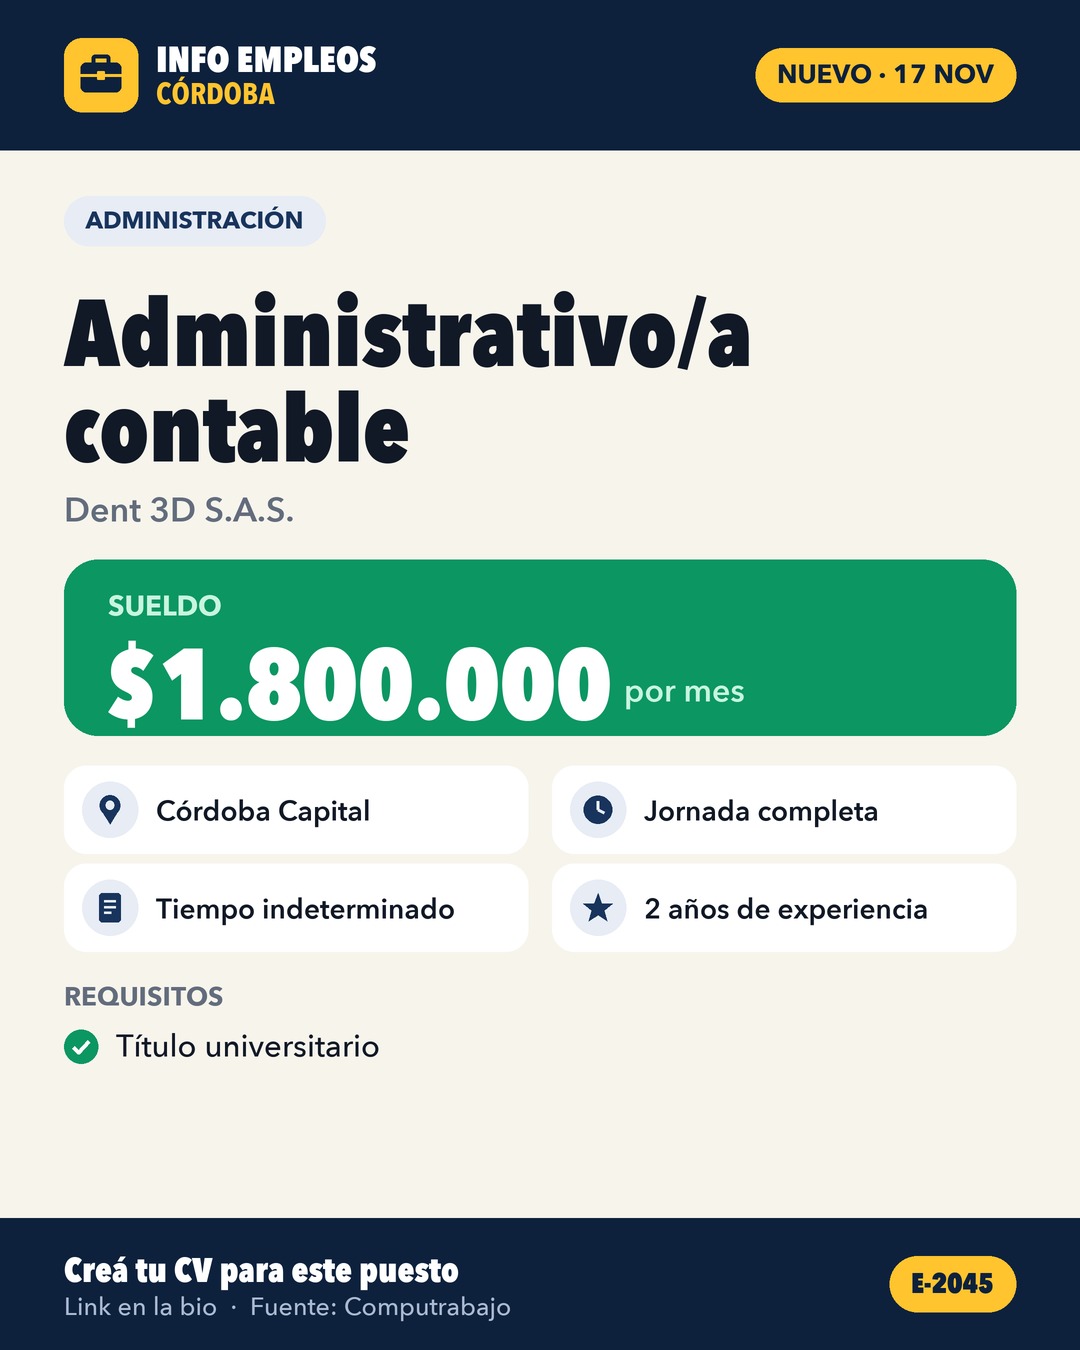 INFO EMPLEOS
CÓRDOBA
NUEVO · 17 NOV
ADMINISTRACIÓN
Administrativo/a
contable
Dent 3D S.A.S.
SUELDO
$1.800.000 por mes
Córdoba Capital
Jornada completa
Tiempo indeterminado
2 años de experiencia
REQUISITOS
Título universitario
Creá tu CV para este puesto
Link en la bio · Fuente: Computrabajo
E-2045